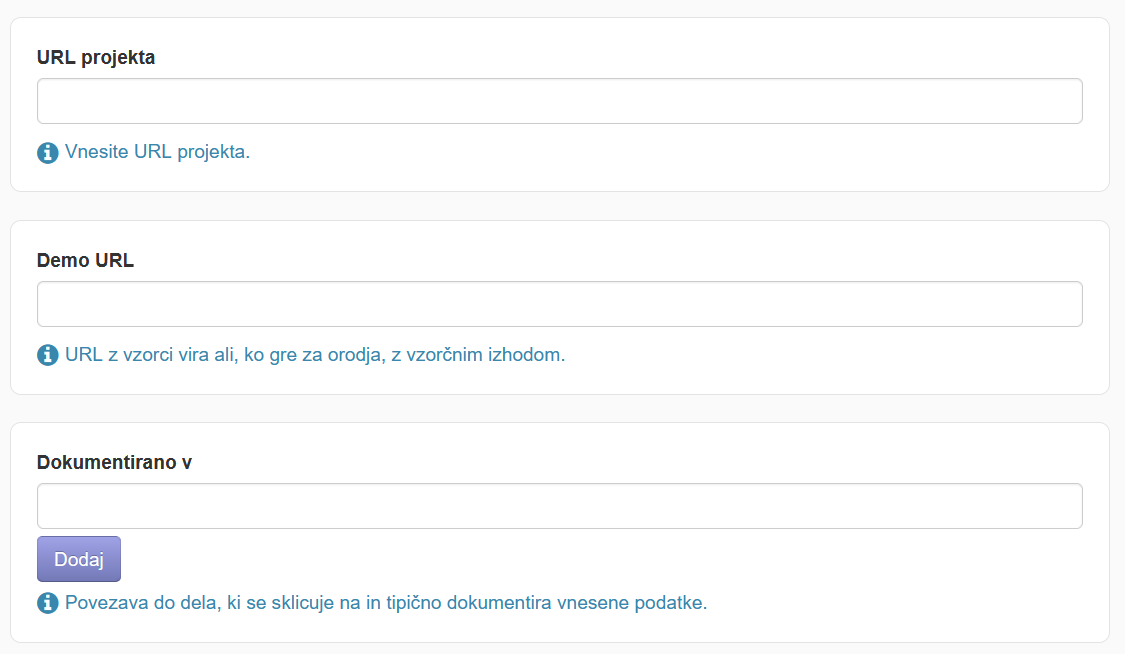 URL projekta
Vnesite URL projekta.
Demo URL
URL z vzorci vira ali, ko gre za orodja, z vzorčnim izhodom.
Dokumentirano v
Dodaj
Povezava do dela, ki se sklicuje na in tipično dokumentira vnesene podatke.